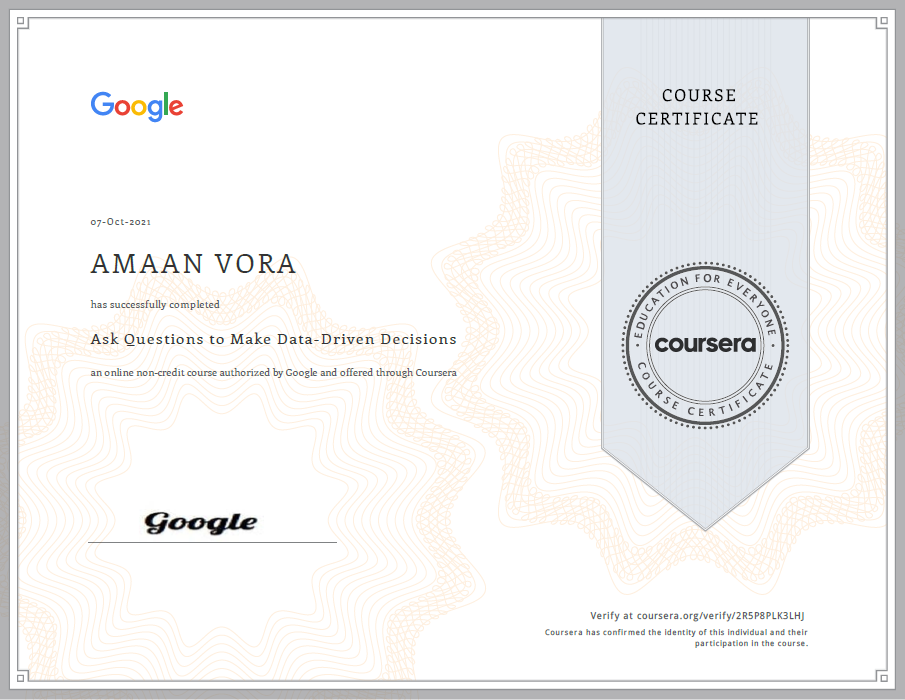 Google
COURSE
CERTIFICATE
07-Oct-2021
AMAAN VORA
has successfully completed
Ask Questions to Make Data-Driven Decisions
an online non-credit course authorized by Google and offered through Coursera
EDUCATION FOR EVERYONE
coursera
COURSE CERTIFICATE
Google
Verify at coursera.org/verify/2R5P8PLK3LHJ
Coursera has confirmed the identity of this individual and their
participation in the course.